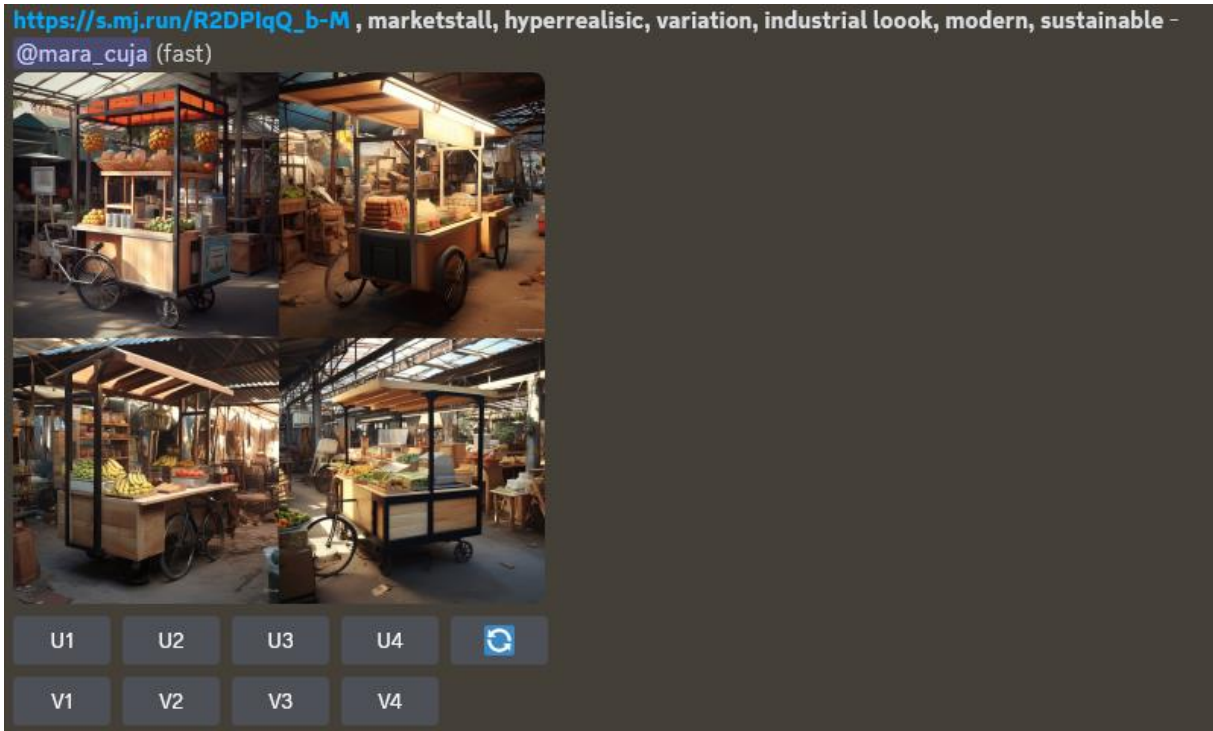 https://s.mj.run/R2DPIqQ_b-M , marketstall, hyperrealisic, variation, industrial loook, modern, sustainable -
@mara_cuja (fast)
U1 U2 U3 U4
V1 V2 V3 V4